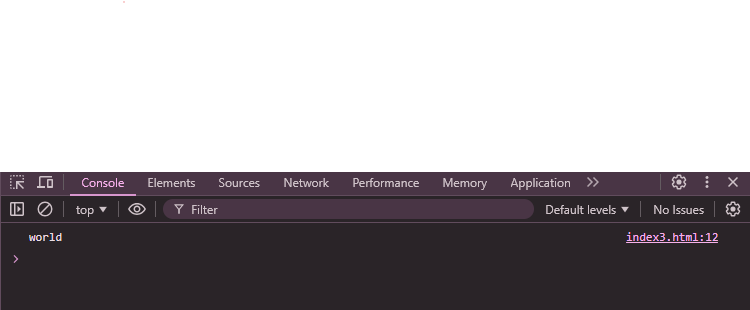 Console Elements Sources Network Performance Memory Application
top Filter Default levels No Issues
world index3.html:12